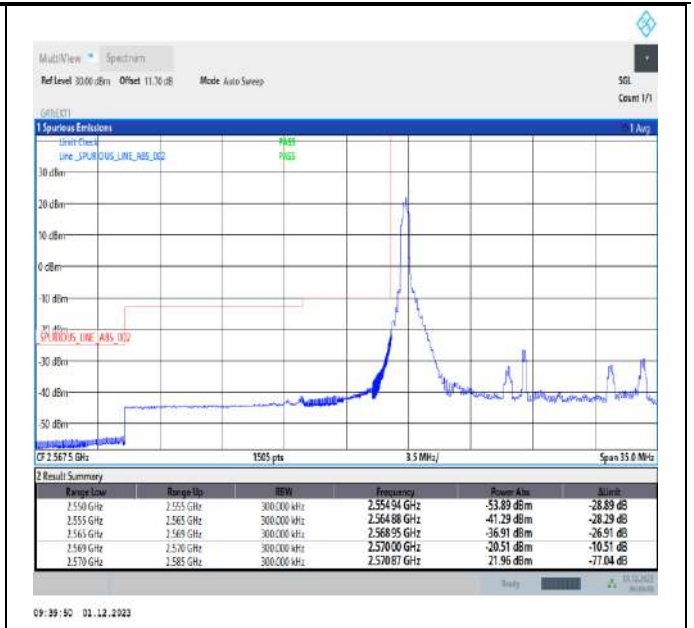 MultiView Spectrum
Ref Level 30.00 dBm Offset 11.70 dB Mode Auto Sweep SGL
Count 1/1
1 Spurious Emissions 1 Avg
Limit Check PASS
Line _SPURIOUS_LINE_ABS_002 PASS
30 dBm
20 dBm
10 dBm
0 dBm
-10 dBm
-20 dBm
_SPURIOUS_LINE_ABS_002
-30 dBm
-40 dBm
-50 dBm
CF 2.5675 GHz 1505 pts 3.5 MHz/ Span 35.0 MHz
2 Result Summary
Range Low Range Up RBW Frequency Power Abs ΔLimit
2.550 GHz 2.555 GHz 300.000 kHz 2.55494 GHz -53.89 dBm -28.89 dB
2.555 GHz 2.565 GHz 300.000 kHz 2.56488 GHz -41.29 dBm -28.29 dB
2.565 GHz 2.569 GHz 300.000 kHz 2.56895 GHz -36.91 dBm -26.91 dB
2.569 GHz 2.570 GHz 300.000 kHz 2.57000 GHz -20.51 dBm -10.51 dB
2.570 GHz 2.585 GHz 300.000 kHz 2.57087 GHz 21.96 dBm -77.04 dB
Ready
09:39:50 01.12.2023